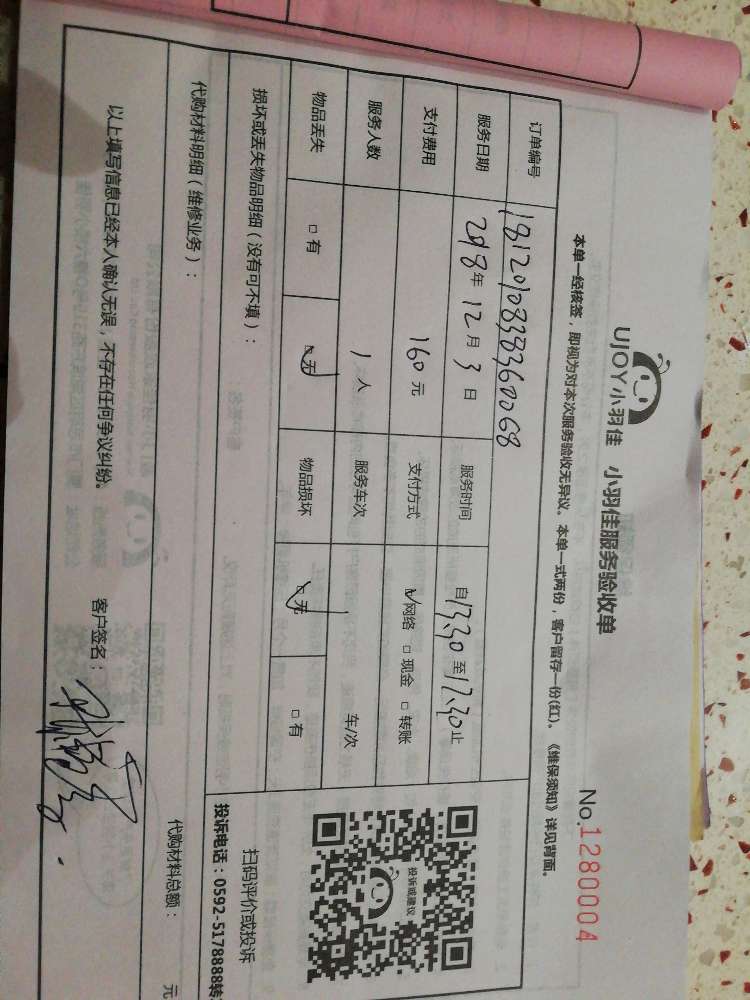 UJOY小羽佳 小羽佳服务验收单
No.1280004
本单一经核签，即视为对本次服务验收无异议。本单一式两份，客户留存一份(红)。《维保须知》详见背面。
订单编号 18120108383600068
服务日期 2018年12月3日 服务时间 自13.30至17.30止
支付费用 160元 支付方式 ☑网络 □现金 □转账
服务人数 1人 服务车次 车/次
物品丢失 □有 ☑无 物品损坏 ☑无 □有
投诉或建议
扫码评价或投诉
投诉电话：0592-5178888转
损坏或丢失物品明细（没有可不填）：
代购材料明细（维修业务）： 代购材料总额： 元
以上填写信息已经本人确认无误，不存在任何争议纠纷。 客户签名：